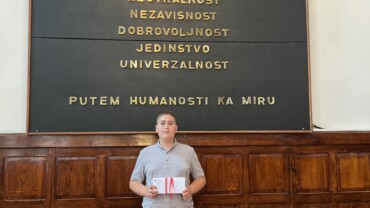 NEUTRALNOST
NEZAVISNOST
DOBROVOLJNOST
JEDINSTVO
UNIVERZALNOST
PUTEM HUMANOSTI KA MIRU